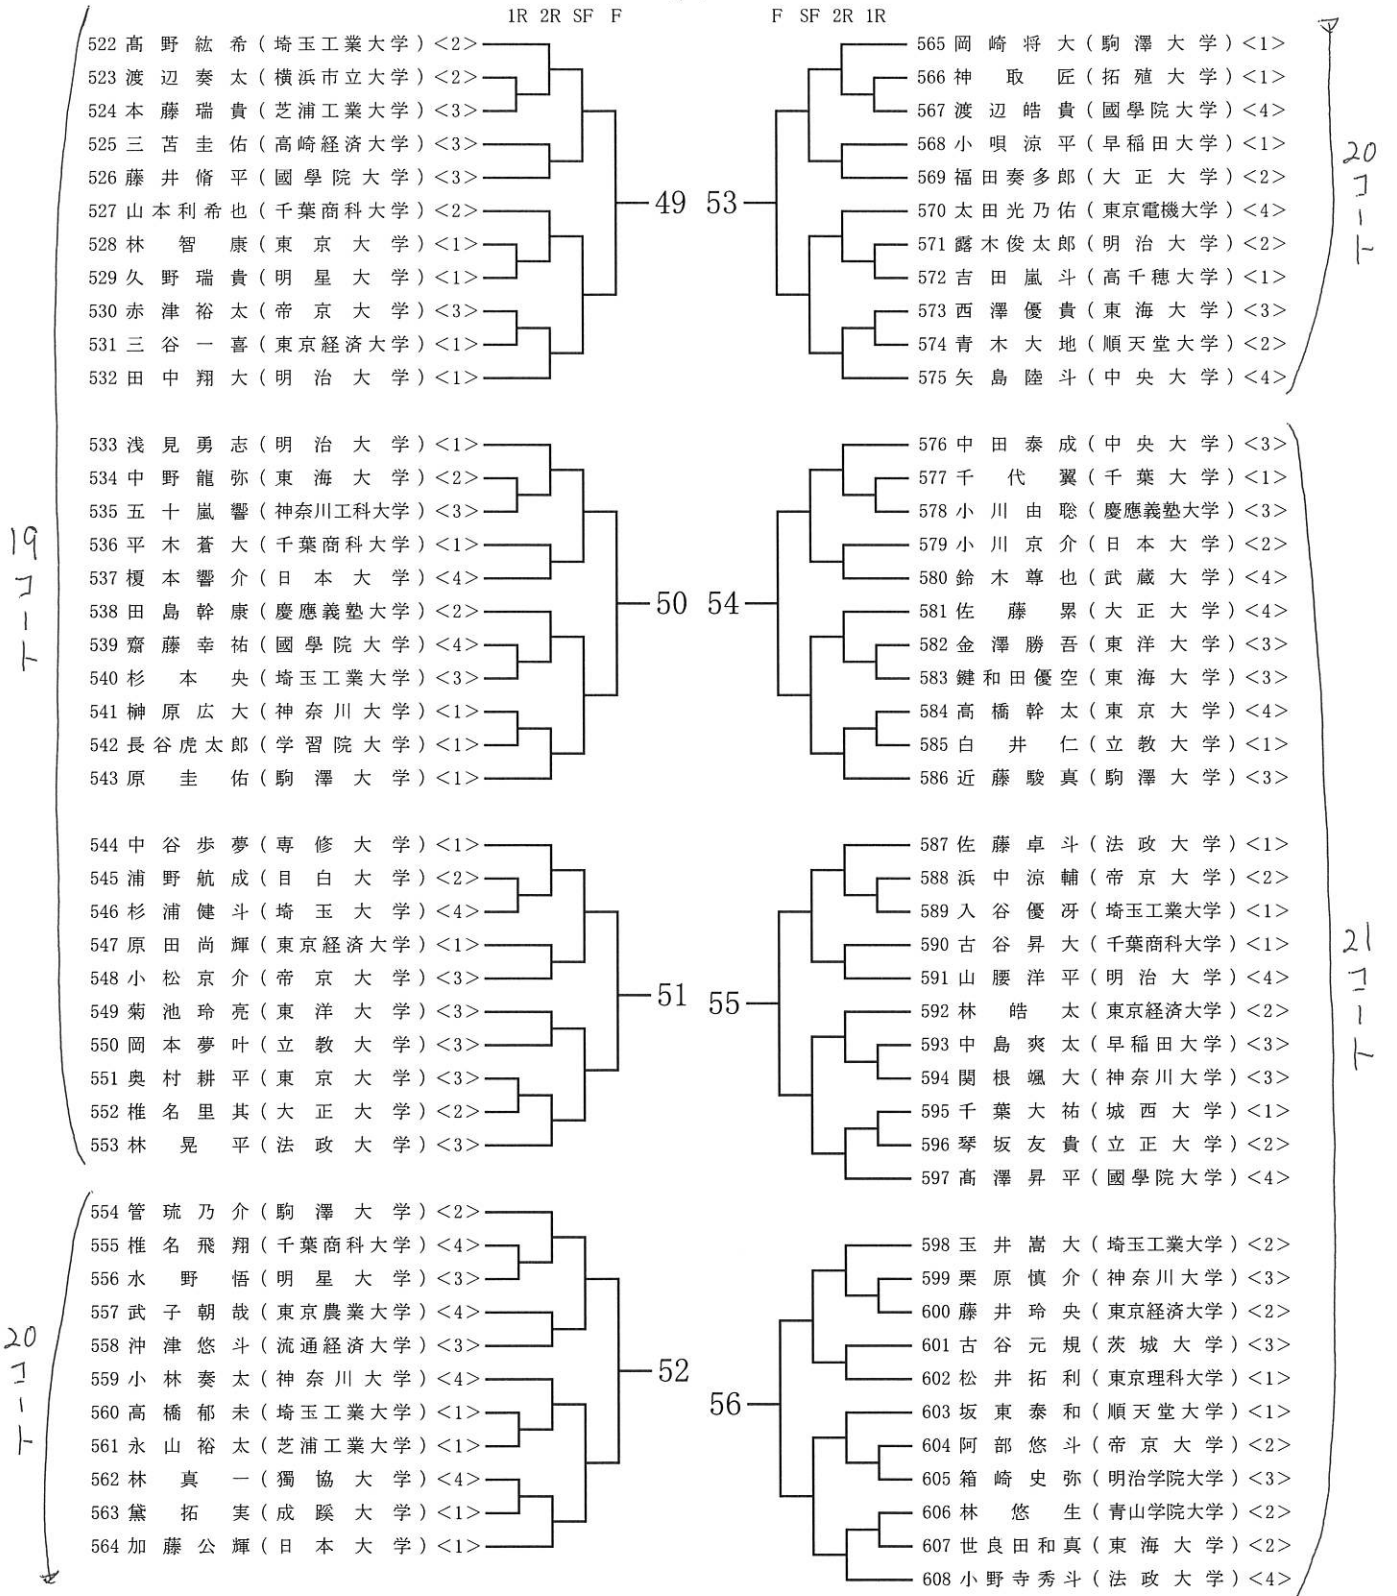 1R 2R SF F
522 髙野紘希(埼玉工業大学)<2>
523 渡辺奏太(横浜市立大学)<2>
524 本藤瑞貴(芝浦工業大学)<3>
525 三苫圭佑(高崎経済大学)<3>
526 藤井脩平(國學院大学)<3>
527 山本利希也(千葉商科大学)<2>
528 林智康(東京大学)<1>
529 久野瑞貴(明星大学)<1>
530 赤津裕太(帝京大学)<3>
531 三谷一喜(東京経済大学)<1>
532 田中翔大(明治大学)<1>
49
533 浅見勇志(明治大学)<1>
534 中野龍弥(東海大学)<2>
535 五十嵐響(神奈川工科大学)<3>
536 平木蒼大(千葉商科大学)<1>
537 榎本響介(日本大学)<4>
538 田島幹康(慶應義塾大学)<2>
539 齋藤幸祐(國學院大学)<4>
540 杉本央(埼玉工業大学)<3>
541 榊原広大(神奈川大学)<1>
542 長谷虎太郎(学習院大学)<1>
543 原圭佑(駒澤大学)<1>
50
544 中谷歩夢(専修大学)<1>
545 浦野航成(目白大学)<2>
546 杉浦健斗(埼玉大学)<4>
547 原田尚輝(東京経済大学)<1>
548 小松京介(帝京大学)<3>
549 菊池玲亮(東洋大学)<3>
550 岡本夢叶(立教大学)<3>
551 奥村耕平(東京大学)<3>
552 椎名里其(大正大学)<2>
553 林晃平(法政大学)<3>
51
19コート
554 管琉乃介(駒澤大学)<2>
555 椎名飛翔(千葉商科大学)<4>
556 水野悟(明星大学)<3>
557 武子朝哉(東京農業大学)<4>
558 沖津悠斗(流通経済大学)<3>
559 小林奏太(神奈川大学)<4>
560 高橋郁未(埼玉工業大学)<1>
561 永山裕太(芝浦工業大学)<1>
562 林真一(獨協大学)<4>
563 黛拓実(成蹊大学)<1>
564 加藤公輝(日本大学)<1>
52
20コート
F SF 2R 1R
565 岡崎将大(駒澤大学)<1>
566 神取匠(拓殖大学)<1>
567 渡辺皓貴(國學院大学)<4>
568 小唄涼平(早稲田大学)<1>
569 福田奏多郎(大正大学)<2>
570 太田光乃佑(東京電機大学)<4>
571 露木俊太郎(明治大学)<2>
572 吉田嵐斗(高千穂大学)<1>
573 西澤優貴(東海大学)<3>
574 青木大地(順天堂大学)<2>
575 矢島陸斗(中央大学)<4>
53
20コート
576 中田泰成(中央大学)<3>
577 千代翼(千葉大学)<1>
578 小川由聡(慶應義塾大学)<3>
579 小川京介(日本大学)<2>
580 鈴木尊也(武蔵大学)<4>
581 佐藤累(大正大学)<4>
582 金澤勝吾(東洋大学)<3>
583 鍵和田優空(東海大学)<3>
584 高橋幹太(東京大学)<4>
585 白井仁(立教大学)<1>
586 近藤駿真(駒澤大学)<3>
54
587 佐藤卓斗(法政大学)<1>
588 浜中涼輔(帝京大学)<2>
589 入谷優冴(埼玉工業大学)<1>
590 古谷昇大(千葉商科大学)<1>
591 山腰洋平(明治大学)<4>
592 林皓太(東京経済大学)<2>
593 中島爽太(早稲田大学)<3>
594 関根颯大(神奈川大学)<3>
595 千葉大祐(城西大学)<1>
596 琴坂友貴(立正大学)<2>
597 髙澤昇平(國學院大学)<4>
55
598 玉井嵩大(埼玉工業大学)<2>
599 栗原慎介(神奈川大学)<3>
600 藤井玲央(東京経済大学)<2>
601 古谷元規(茨城大学)<3>
602 松井拓利(東京理科大学)<1>
603 坂東泰和(順天堂大学)<1>
604 阿部悠斗(帝京大学)<2>
605 箱崎史弥(明治学院大学)<3>
606 林悠生(青山学院大学)<2>
607 世良田和真(東海大学)<2>
608 小野寺秀斗(法政大学)<4>
56
21コート